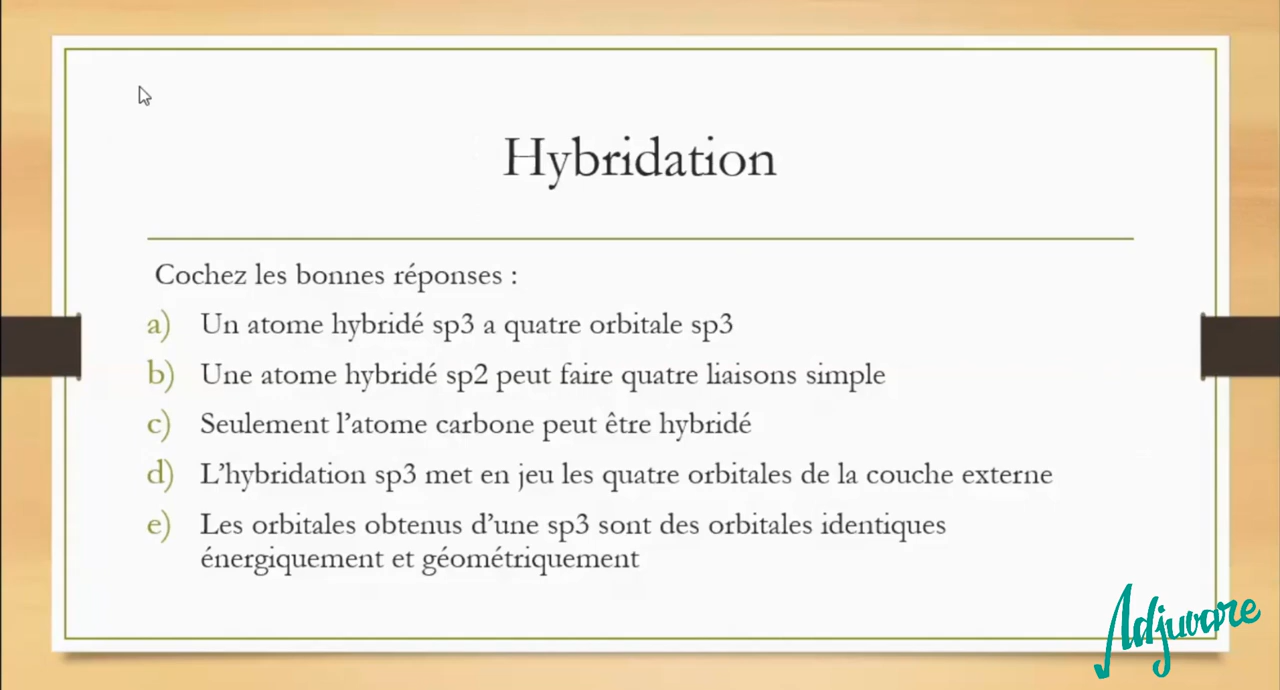 Hybridation
Cochez les bonnes réponses :
a) Un atome hybridé sp3 a quatre orbitale sp3
b) Une atome hybridé sp2 peut faire quatre liaisons simple
c) Seulement l’atome carbone peut être hybridé
d) L’hybridation sp3 met en jeu les quatre orbitales de la couche externe
e) Les orbitales obtenus d’une sp3 sont des orbitales identiques
énergiquement et géométriquement
Adjuvare